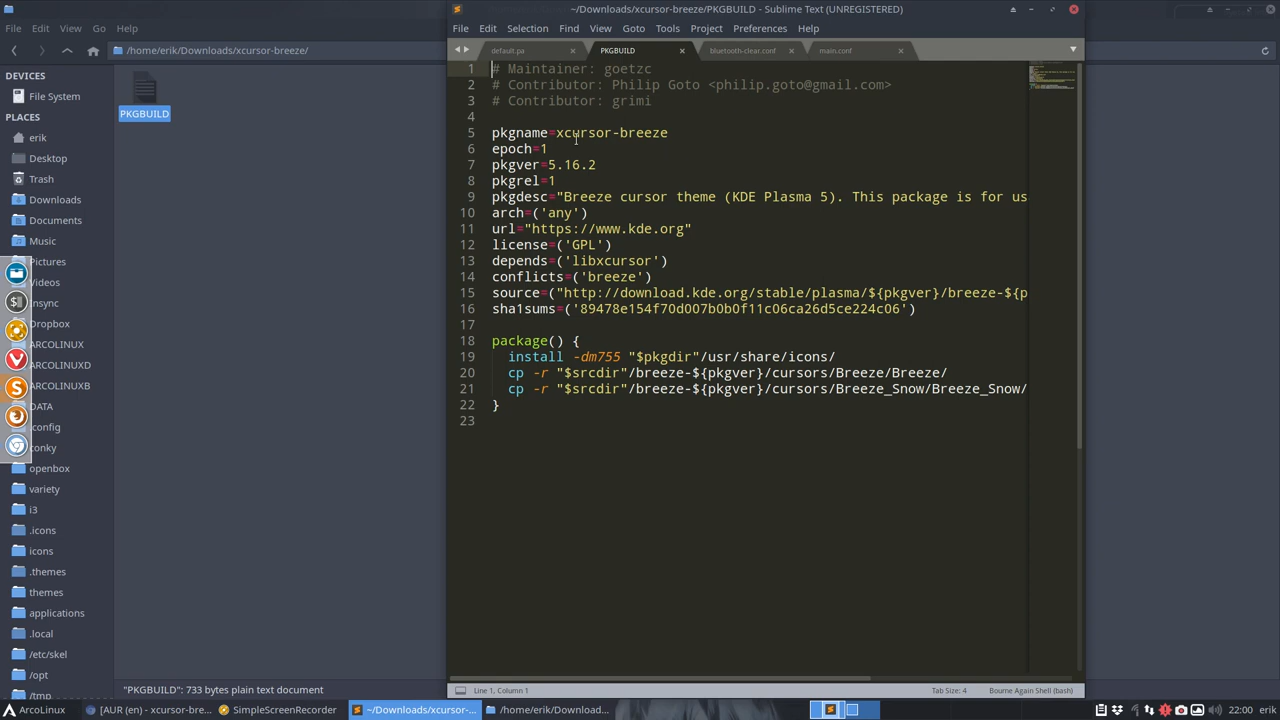 File Edit View Go Help
/home/erik/Downloads/xcursor-breeze/
DEVICES
File System
PLACES
erik
Desktop
Trash
Downloads
Documents
Music
Pictures
Videos
Insync
Dropbox
ARCOLINUX
ARCOLINUXD
ARCOLINUXB
DATA
.config
conky
openbox
variety
i3
.icons
icons
.themes
themes
applications
.local
/etc/skel
/opt
/tmp
PKGBUILD
"PKGBUILD": 733 bytes plain text document
~/Downloads/xcursor-breeze/PKGBUILD - Sublime Text (UNREGISTERED)
File Edit Selection Find View Goto Tools Project Preferences Help
default.pa PKGBUILD bluetooth-clear.conf main.conf
1 # Maintainer: goetzc
2 # Contributor: Philip Goto <philip.goto@gmail.com>
3 # Contributor: grimi
4
5 pkgname=xcursor-breeze
6 epoch=1
7 pkgver=5.16.2
8 pkgrel=1
9 pkgdesc="Breeze cursor theme (KDE Plasma 5). This package is for us
10 arch=('any')
11 url="https://www.kde.org"
12 license=('GPL')
13 depends=('libxcursor')
14 conflicts=('breeze')
15 source=("http://download.kde.org/stable/plasma/${pkgver}/breeze-${p
16 sha1sums=('89478e154f70d007b0b0f11c06ca26d5ce224c06')
17
18 package() {
19 install -dm755 "$pkgdir"/usr/share/icons/
20 cp -r "$srcdir"/breeze-${pkgver}/cursors/Breeze/Breeze/
21 cp -r "$srcdir"/breeze-${pkgver}/cursors/Breeze_Snow/Breeze_Snow/
22 }
23
Line 1, Column 1 Tab Size: 4 Bourne Again Shell (bash)
ArcoLinux [AUR (en) - xcursor-bre... SimpleScreenRecorder ~/Downloads/xcursor-... /home/erik/Download... 22:00 erik